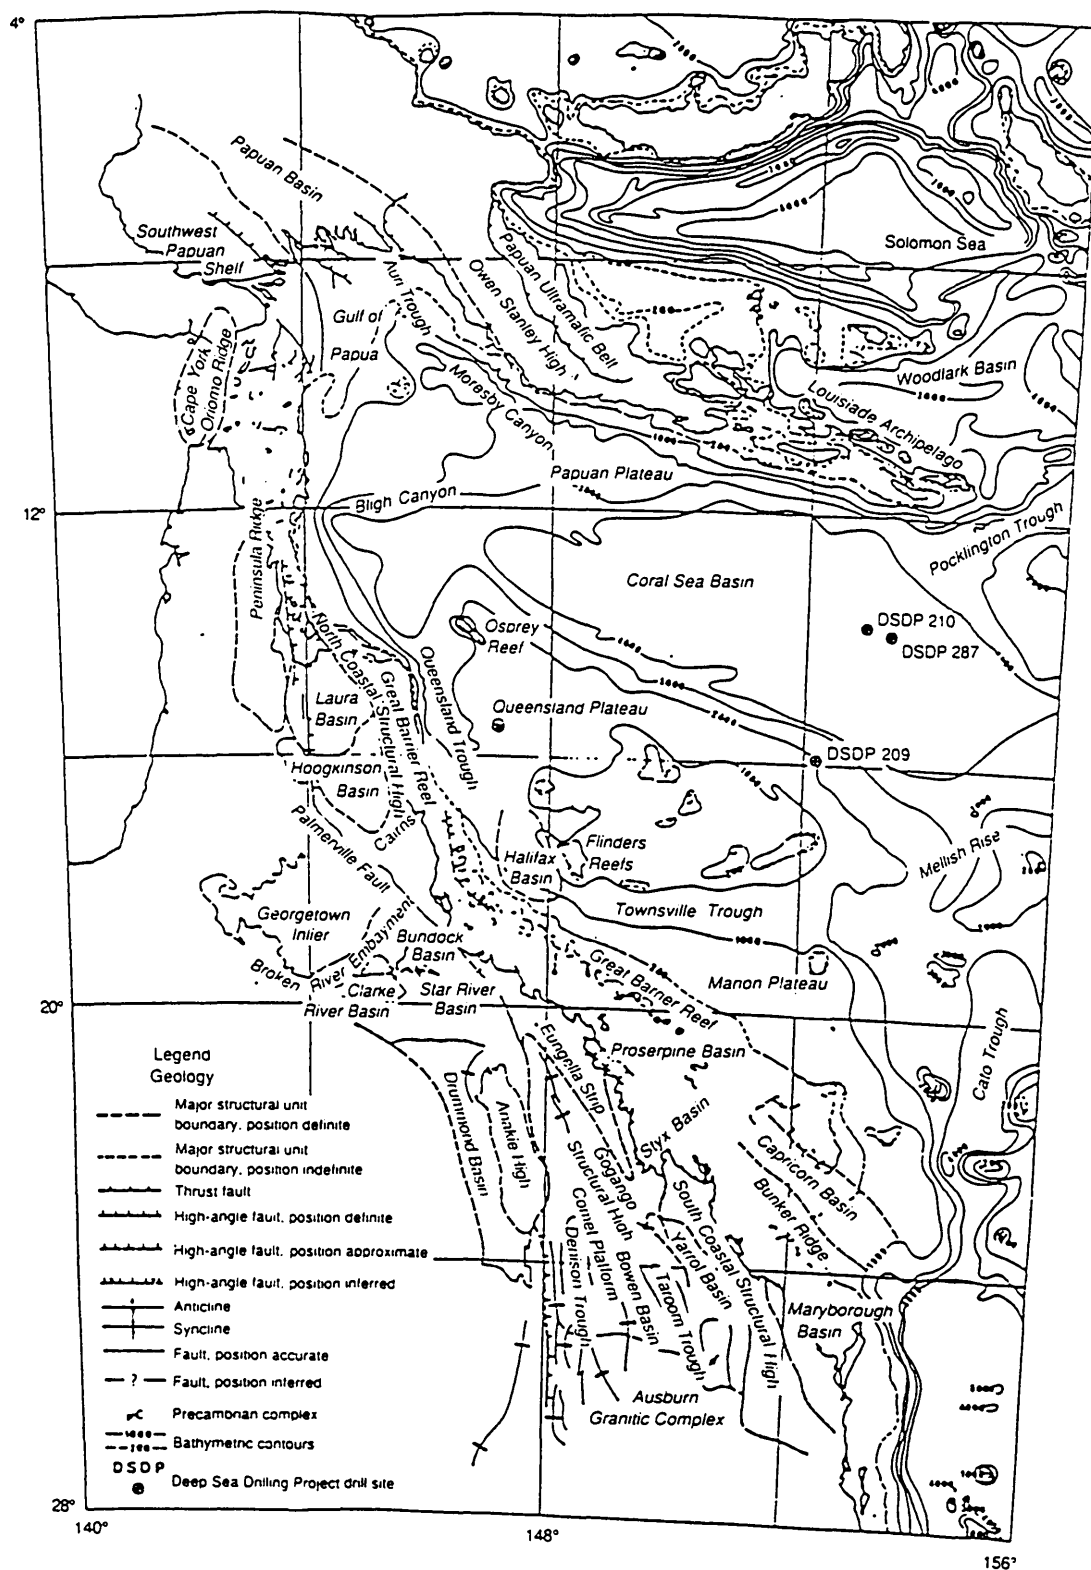 4°
Papuan Basin
Southwest
Papuan
Shelf
Solomon Sea
Papuan Ultramafic Belt
Owen Stanley High
Trough
Gulf of
Papua
Cape York
Oriomo Ridge
Moresby Canyon
Woodlark Basin
Louisiade Archipelago
Papuan Plateau
Bligh Canyon
12°
Pocklington Trough
Peninsula Ridge
Coral Sea Basin
DSDP 210
DSDP 287
Osprey
Reef
North Coastal Structural High
Great Barrier Reef
Queensland Trough
Laura
Basin
Queensland Plateau
DSDP 209
Hoogkinson
Basin
Cairns
Palmerville Fault
Flinders
Reefs
Halifax
Basin
Mellish Rise
Townsville Trough
Georgetown
Inlier
Broken River Embayment
Bundock
Basin
Clarke
River Basin
Star River
Basin
Great Barner Reef
Manon Plateau
20°
Proserpine Basin
Cato Trough
Eungella Strip
Gogango
Structural High
Drummond Basin
Anakie High
Styx Basin
Capricorn Basin
Bunker Ridge
South Coastal Structural High
Yarrol Basin
Comet Platform
Denison Trough
Bowen Basin
Taroom Trough
Maryborough
Basin
Ausburn
Granitic Complex
Legend
Geology
Major structural unit
boundary, position definite
Major structural unit
boundary, position indefinite
Thrust fault
High-angle fault, position definite
High-angle fault, position approximate
High-angle fault, position inferred
Anticline
Syncline
Fault, position accurate
? Fault, position inferred
Precambrian complex
1000
200
Bathymetric contours
DSDP
Deep Sea Drilling Project drill site
28°
140°
148°
156°